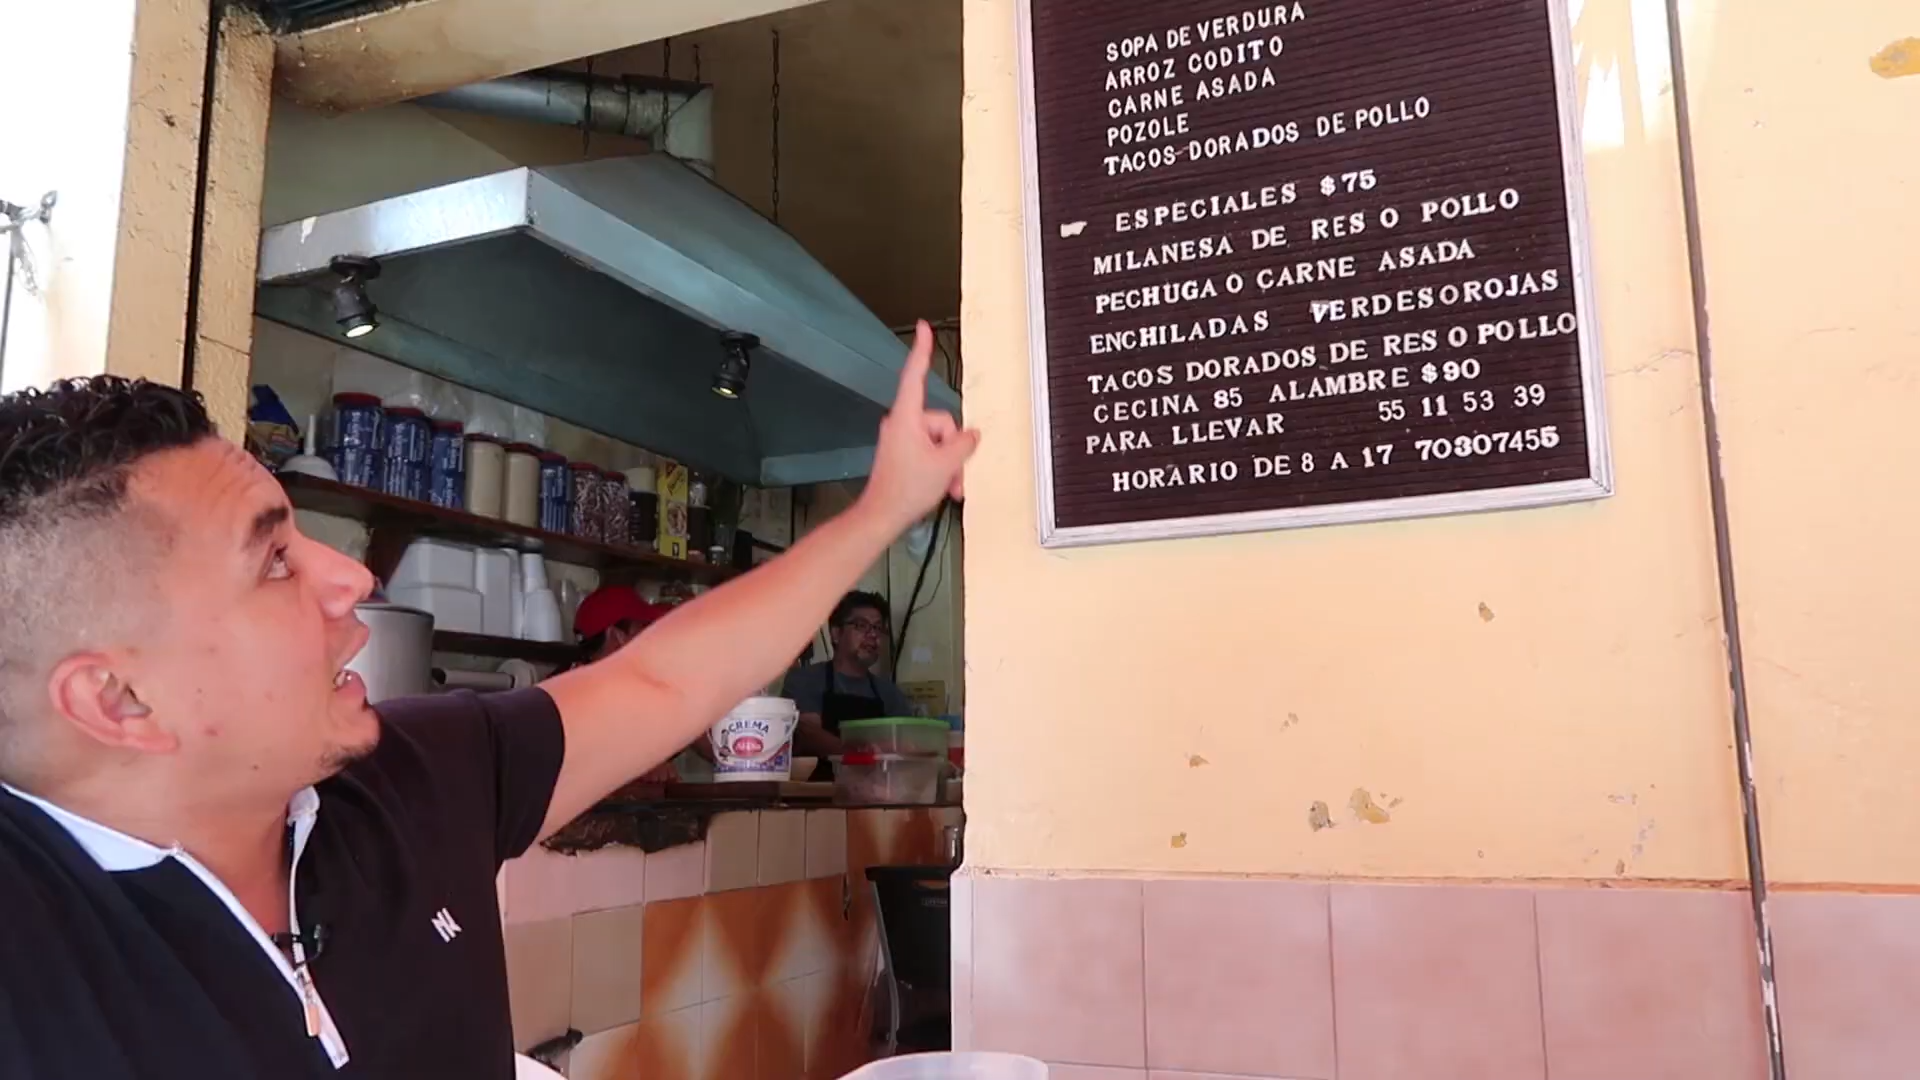 SOPA DE VERDURA
ARROZ CODITO
CARNE ASADA
POZOLE
TACOS DORADOS DE POLLO
ESPECIALES $75
MILANESA DE RES O POLLO
PECHUGA O CARNE ASADA
ENCHILADAS VERDES O ROJAS
TACOS DORADOS DE RES O POLLO
CECINA 85 ALAMBRE $90
PARA LLEVAR 55 11 53 39
HORARIO DE 8 A 17 70307455
CREMA